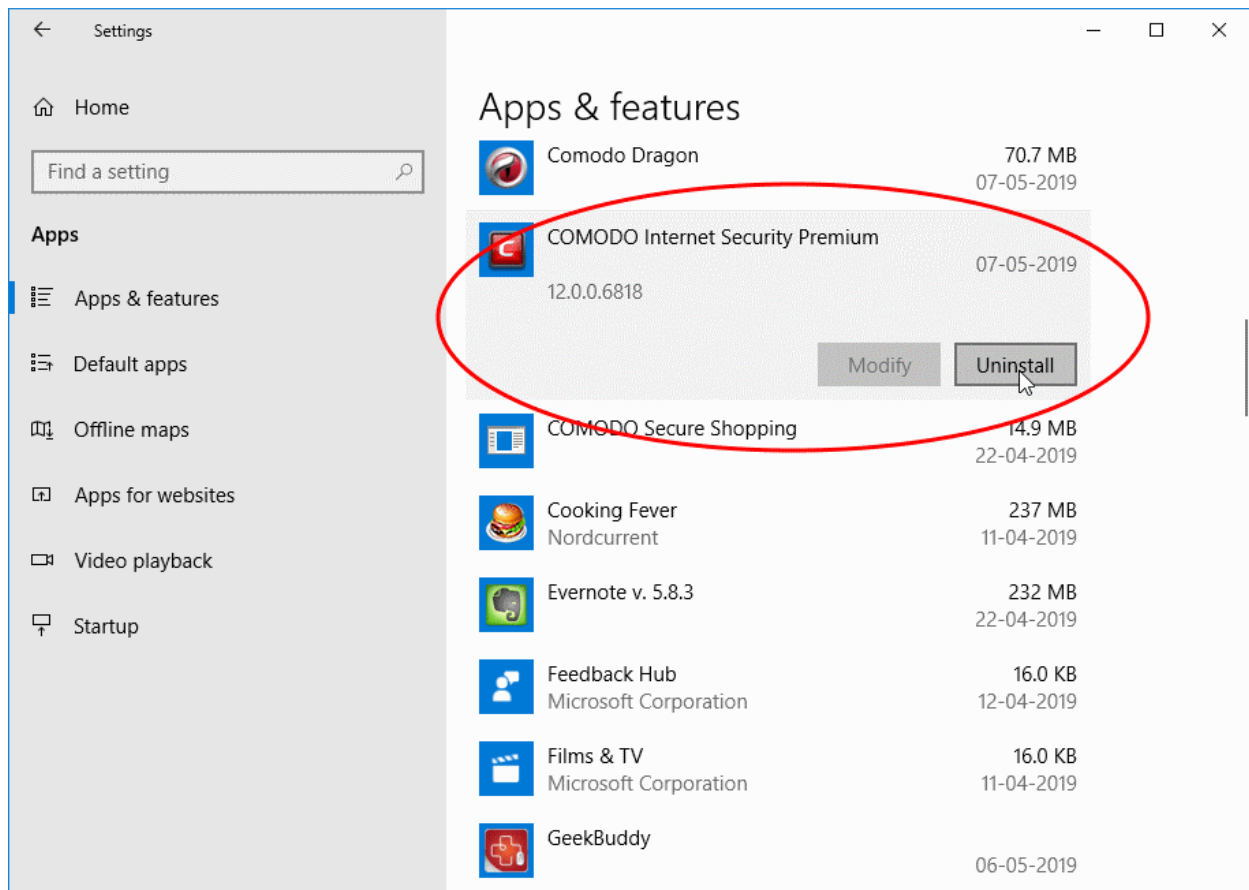 Settings
Home
Find a setting
Apps
Apps & features
Default apps
Offline maps
Apps for websites
Video playback
Startup
Apps & features
Comodo Dragon 70.7 MB
07-05-2019
COMODO Internet Security Premium
07-05-2019
12.0.0.6818
Modify Uninstall
COMODO Secure Shopping 14.9 MB
22-04-2019
Cooking Fever 237 MB
Nordcurrent 11-04-2019
Evernote v. 5.8.3 232 MB
22-04-2019
Feedback Hub 16.0 KB
Microsoft Corporation 12-04-2019
Films & TV 16.0 KB
Microsoft Corporation 11-04-2019
GeekBuddy
06-05-2019